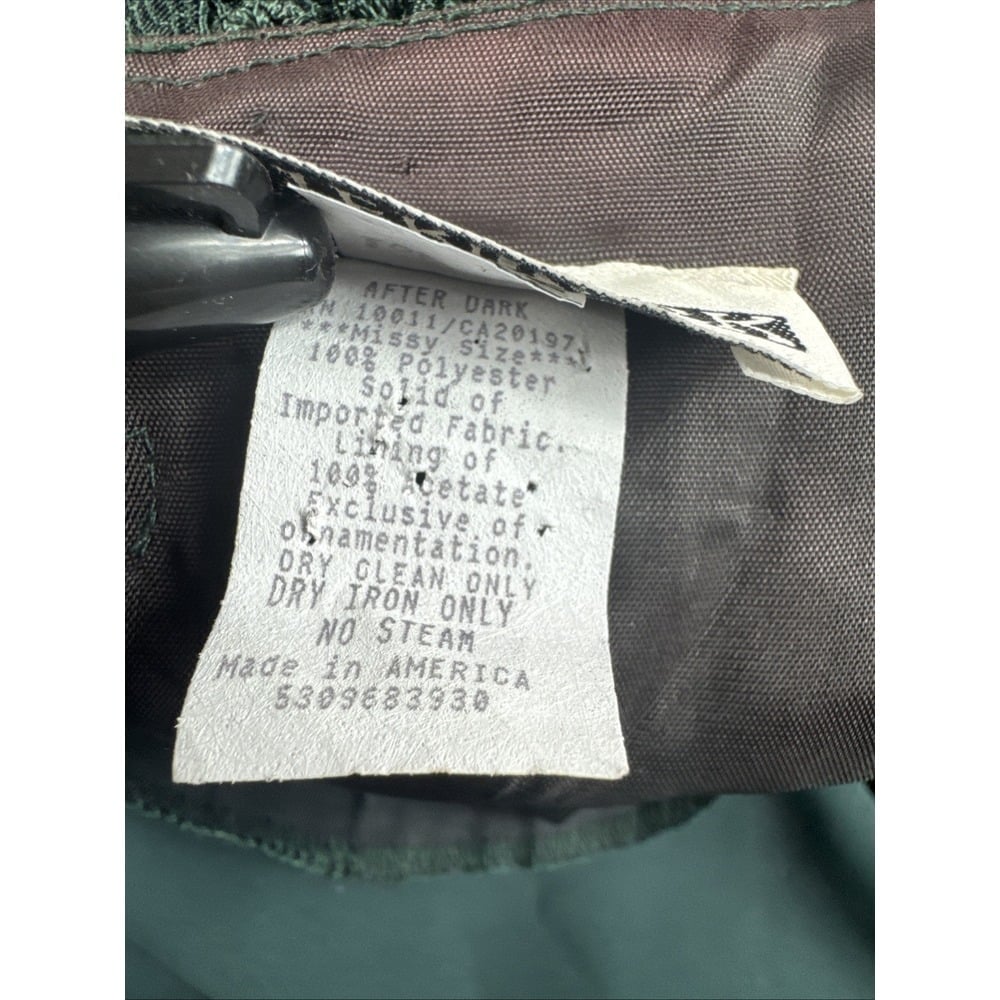 AFTER DARK
RN 10011/CA20197
***Missy Size***
100% Polyester
Solid of
Imported Fabric.
Lining of
100% Acetate
Exclusive of
ornamentation.
DRY CLEAN ONLY
DRY IRON ONLY
NO STEAM
Made in AMERICA
5309683930